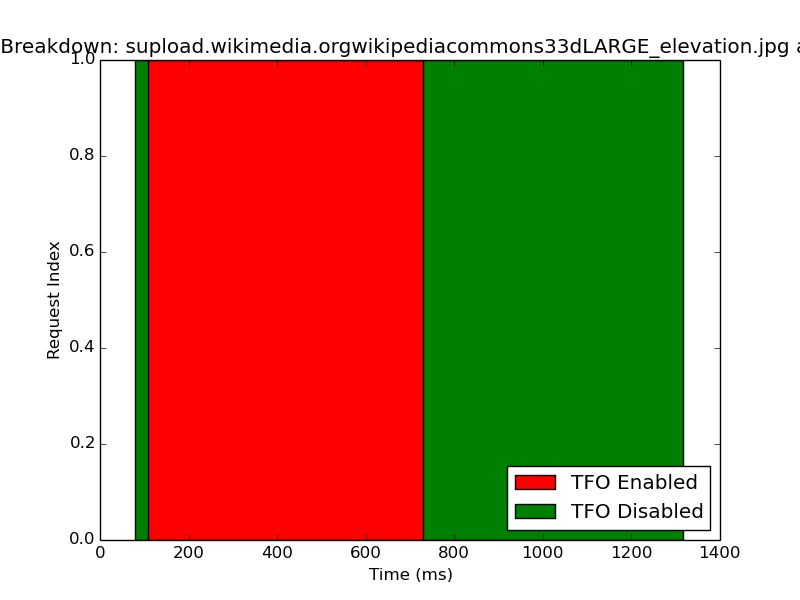 Breakdown: supload.wikimedia.orgwikipediacommons33dLARGE_elevation.jpg a
1.0
0.8
0.6
0.4
0.2
0.0
Request Index
0 200 400 600 800 1000 1200 1400
Time (ms)
TFO Enabled
TFO Disabled